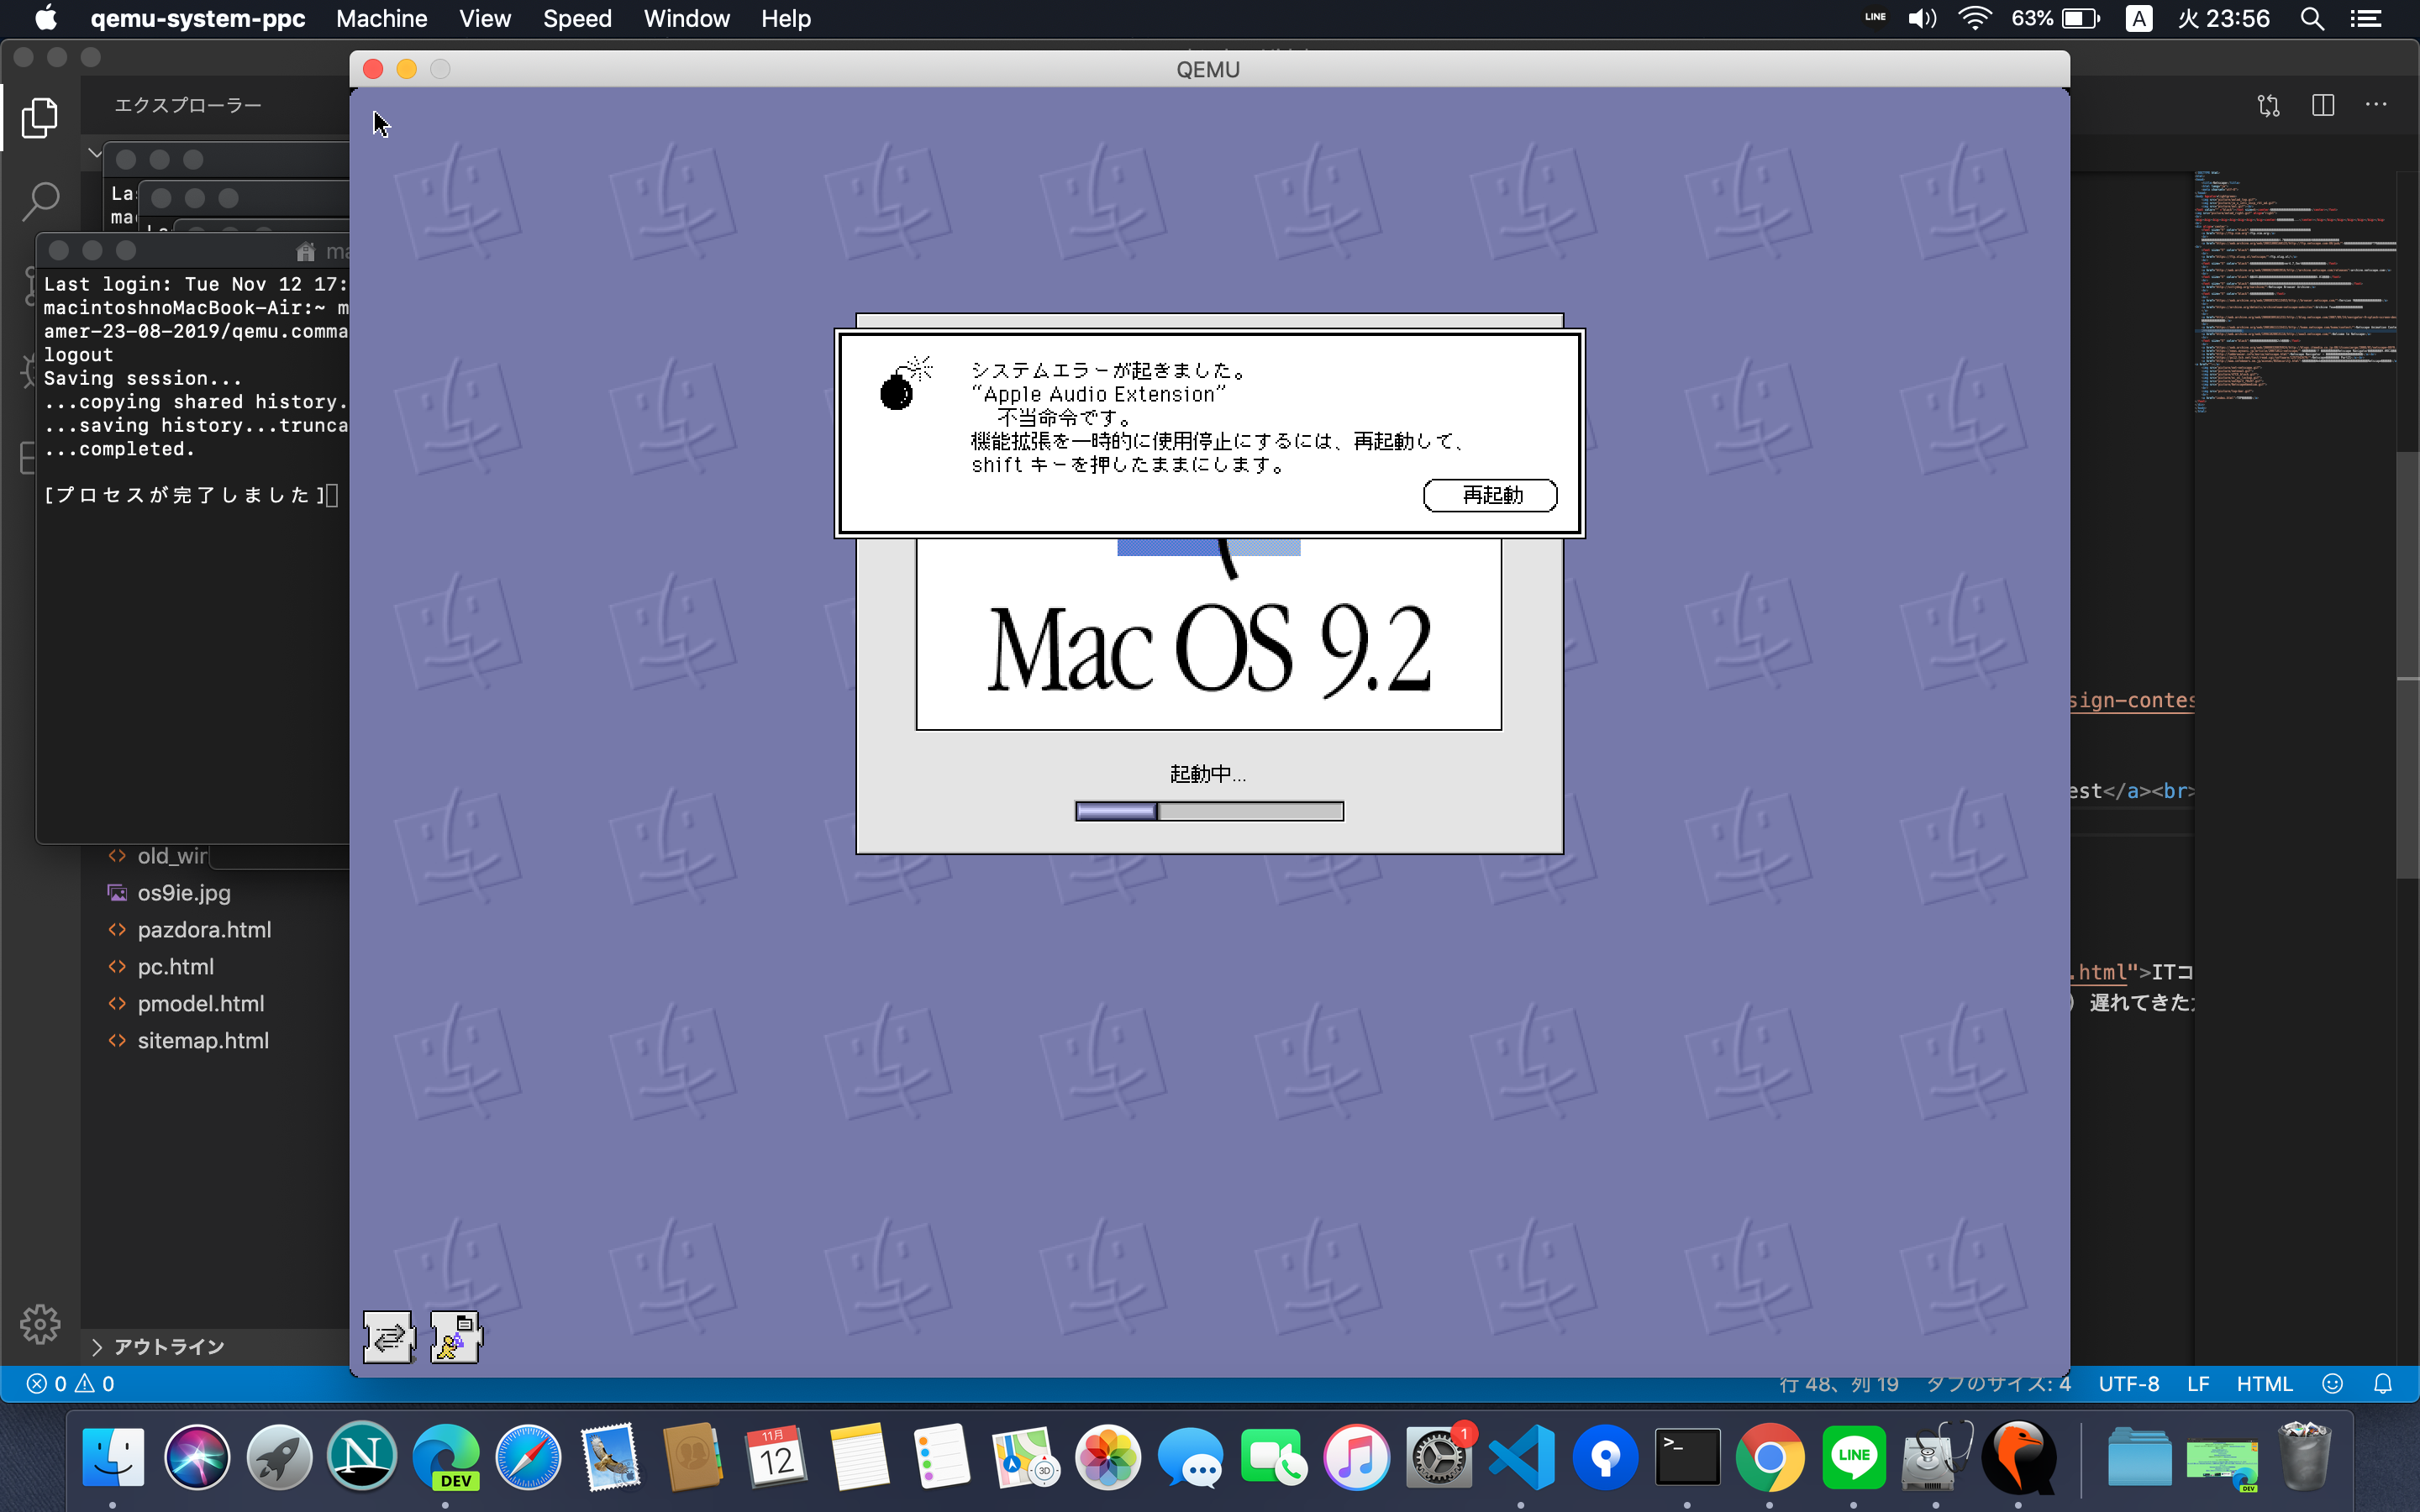 qemu-system-ppc Machine View Speed Window Help
LINE 63% A 火 23:56
QEMU
エクスプローラー
Last login: Tue Nov 12 17:
macintoshnoMacBook-Air:~ m
amer-23-08-2019/qemu.comma
logout
Saving session...
...copying shared history.
...saving history...trunca
...completed.
[プロセスが完了しました]
システムエラーが起きました。
“Apple Audio Extension”
不当命令です。
機能拡張を一時的に使用停止にするには、再起動して、
shift キーを押したままにします。
再起動
Mac OS 9.2
起動中...
sign-contes
est</a><br>
.html">ITコ
遅れてきた
os9ie.jpg
pazdora.html
pc.html
pmodel.html
sitemap.html
アウトライン
0 0
行 48、列 19 タブのサイズ: 4 UTF-8 LF HTML
N
DEV
11月
12
3D
1
LINE
DEV